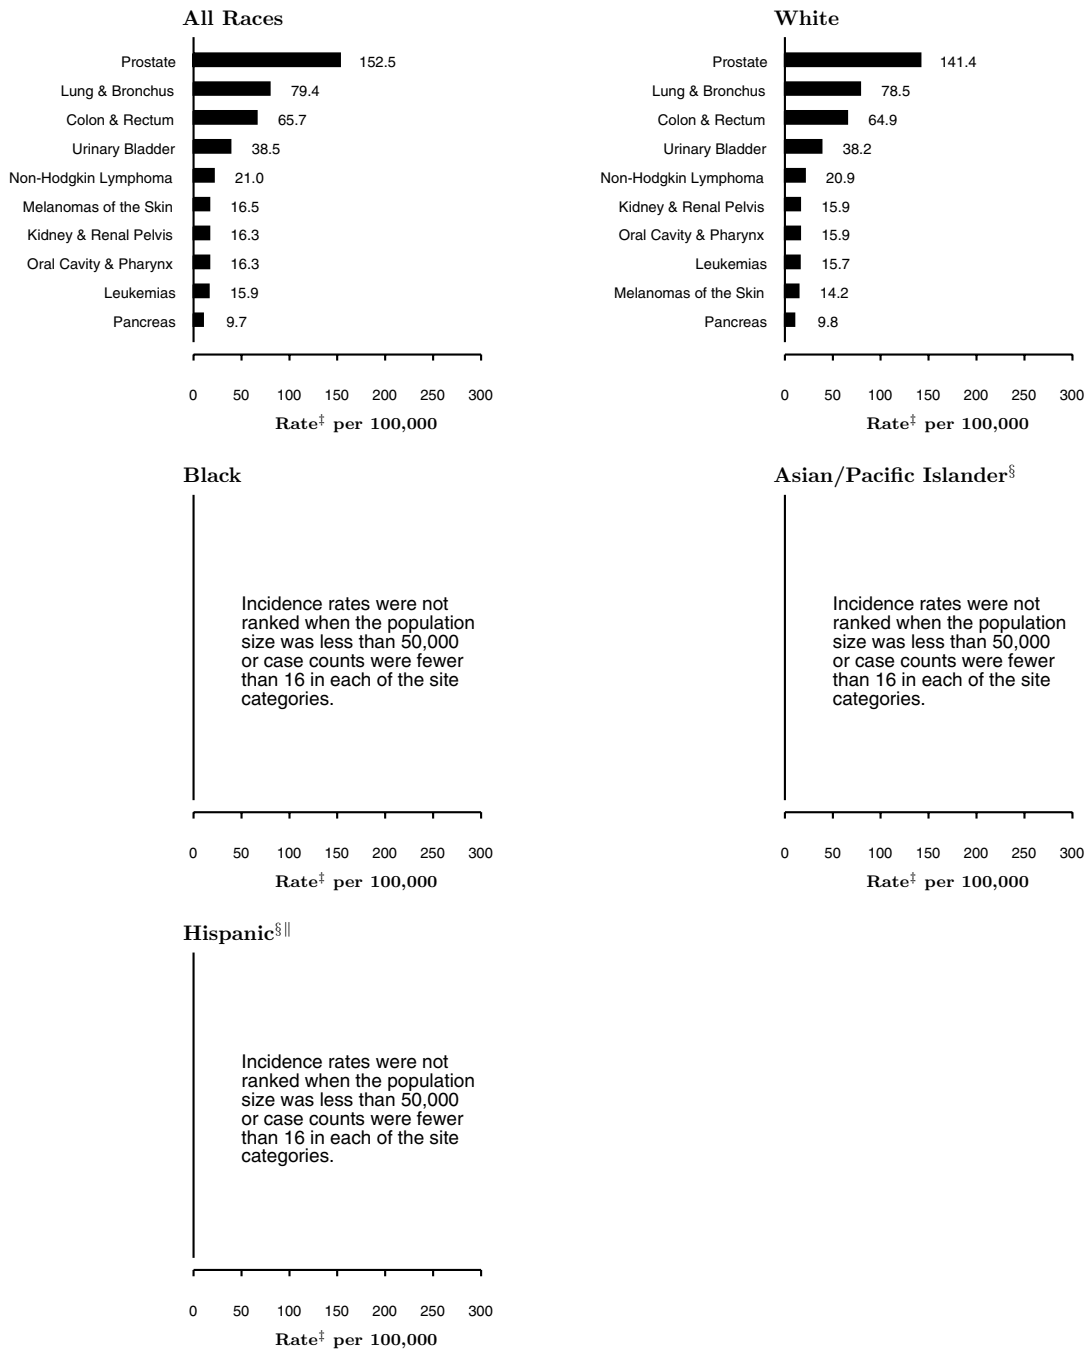 All Races
Prostate 152.5
Lung & Bronchus 79.4
Colon & Rectum 65.7
Urinary Bladder 38.5
Non-Hodgkin Lymphoma 21.0
Melanomas of the Skin 16.5
Kidney & Renal Pelvis 16.3
Oral Cavity & Pharynx 16.3
Leukemias 15.9
Pancreas 9.7
0 50 100 150 200 250 300
Rate‡ per 100,000
White
Prostate 141.4
Lung & Bronchus 78.5
Colon & Rectum 64.9
Urinary Bladder 38.2
Non-Hodgkin Lymphoma 20.9
Kidney & Renal Pelvis 15.9
Oral Cavity & Pharynx 15.9
Leukemias 15.7
Melanomas of the Skin 14.2
Pancreas 9.8
0 50 100 150 200 250 300
Rate‡ per 100,000
Black
Incidence rates were not
ranked when the population
size was less than 50,000
or case counts were fewer
than 16 in each of the site
categories.
0 50 100 150 200 250 300
Rate‡ per 100,000
Asian/Pacific Islander§
Incidence rates were not
ranked when the population
size was less than 50,000
or case counts were fewer
than 16 in each of the site
categories.
0 50 100 150 200 250 300
Rate‡ per 100,000
Hispanic§‖
Incidence rates were not
ranked when the population
size was less than 50,000
or case counts were fewer
than 16 in each of the site
categories.
0 50 100 150 200 250 300
Rate‡ per 100,000